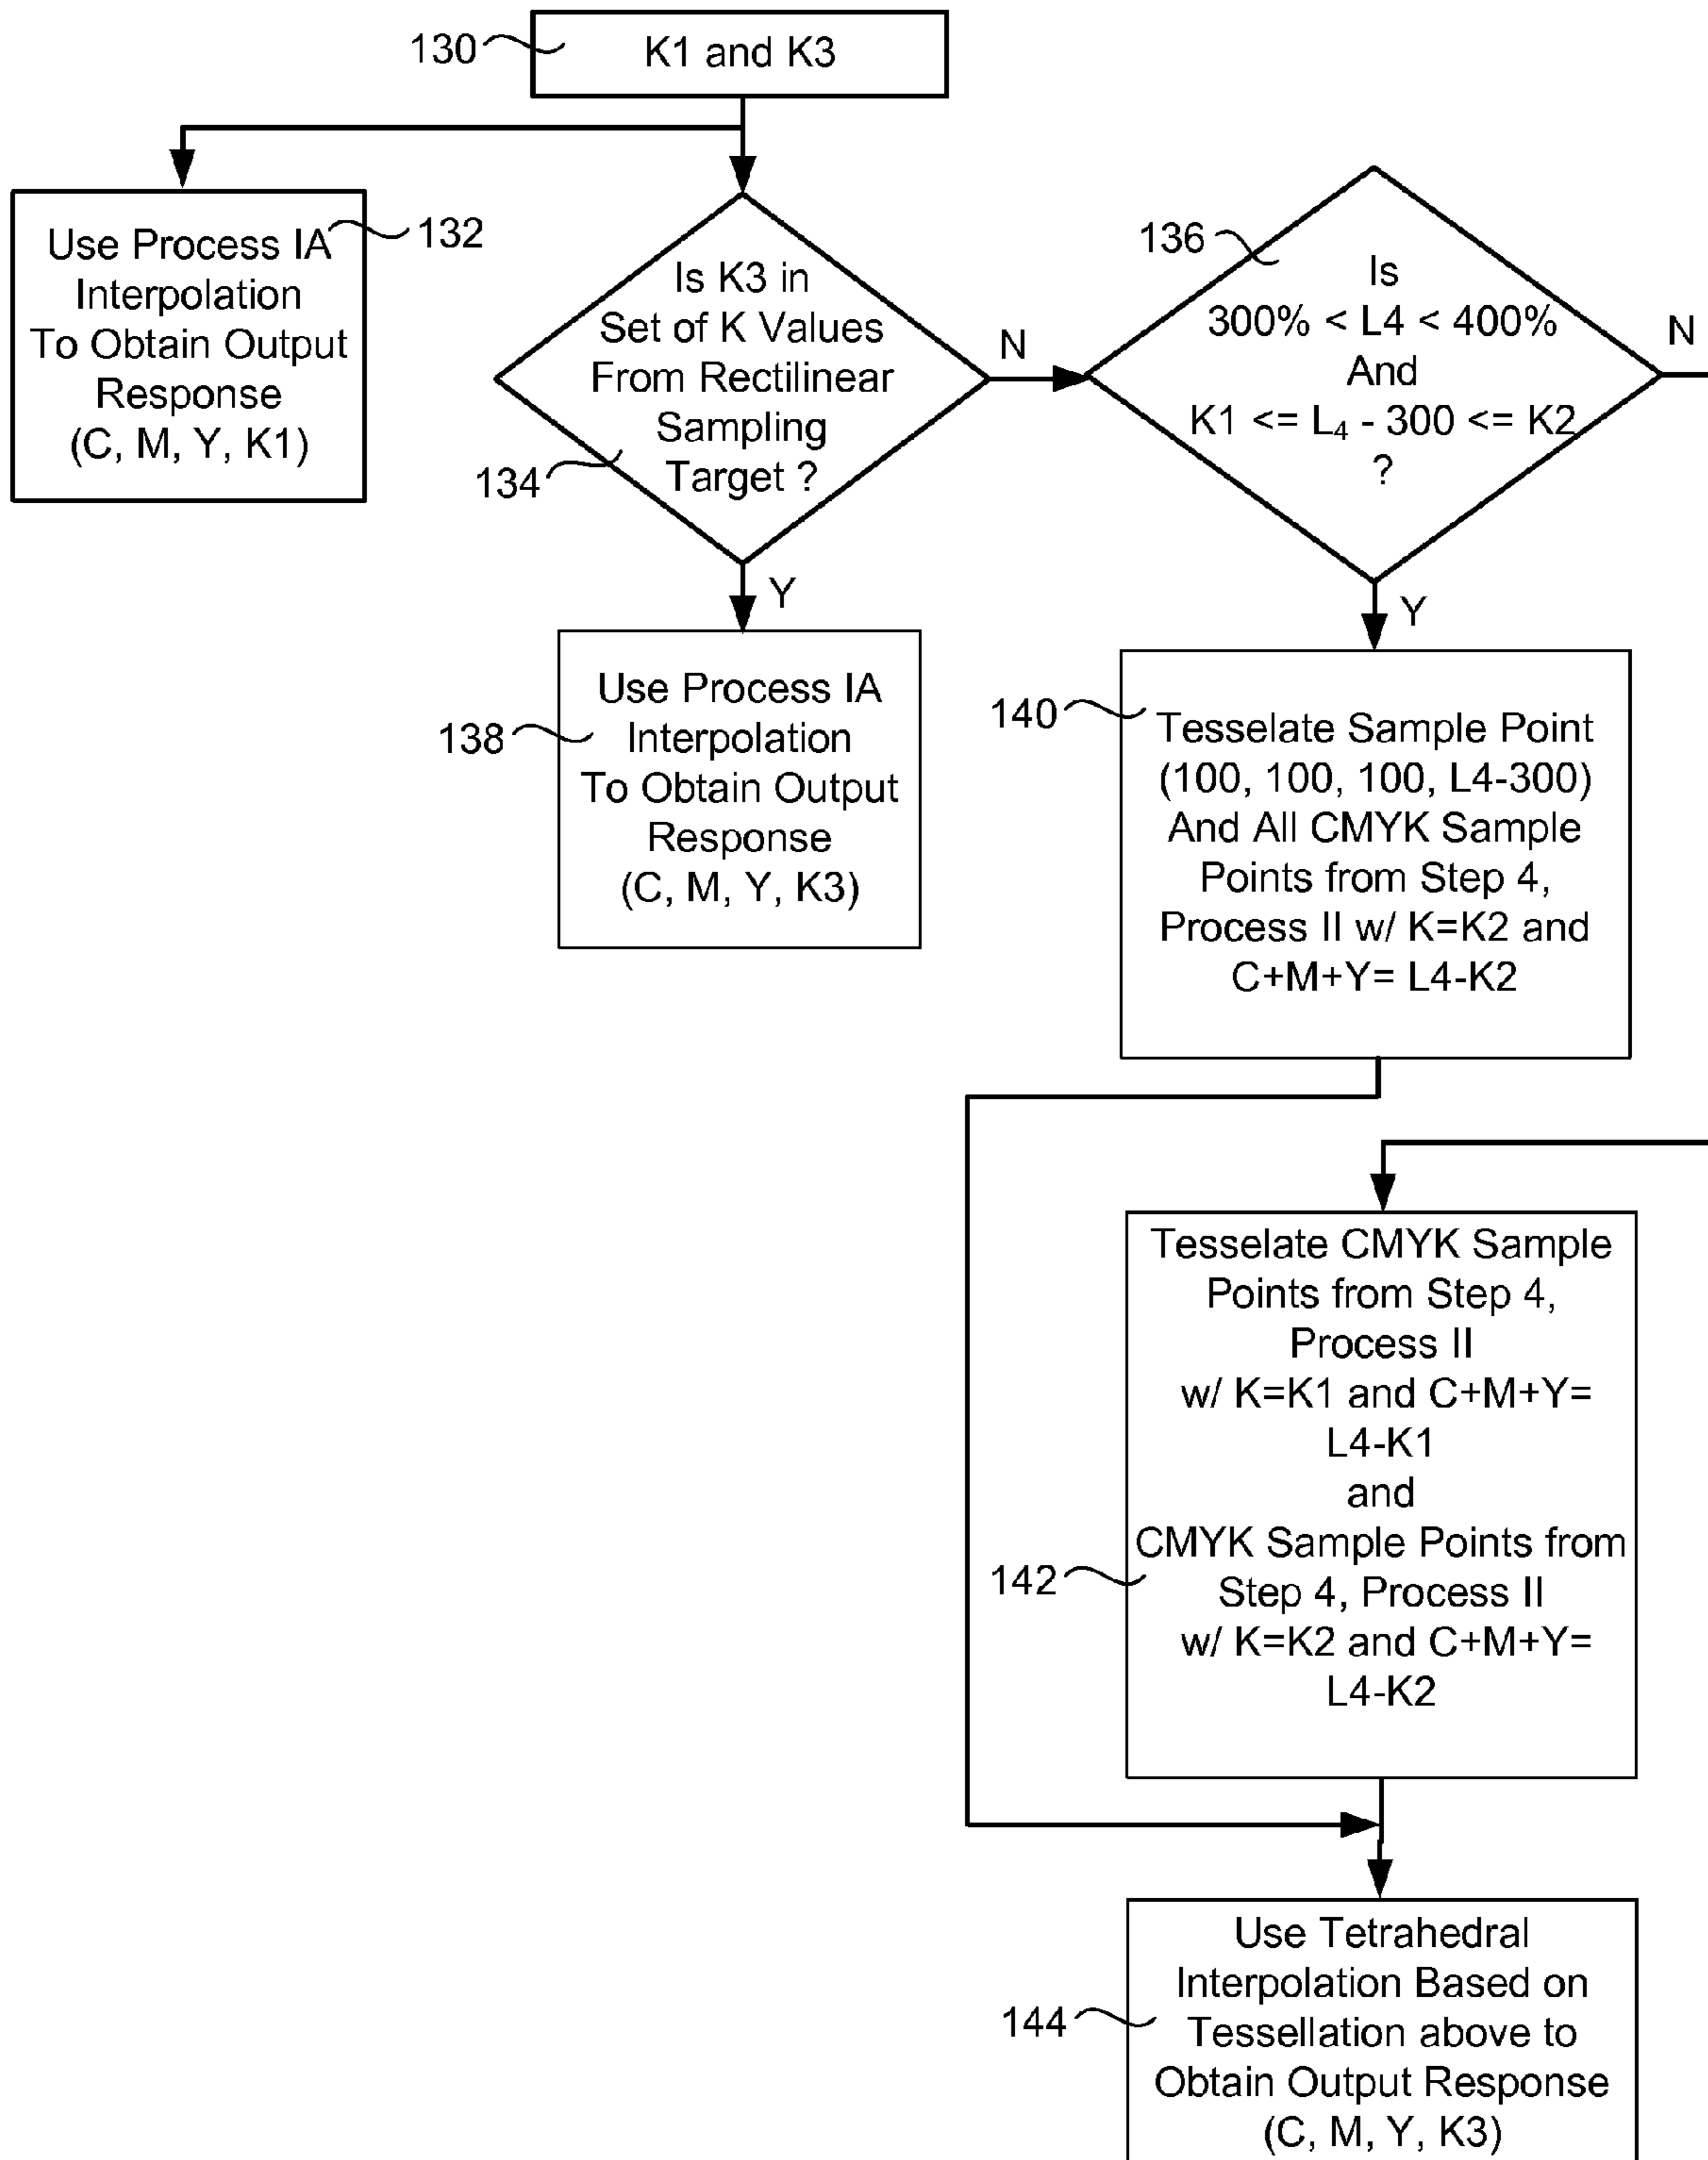 130
K1 and K3
Use Process IA
Interpolation
To Obtain Output
Response
(C, M, Y, K1)
132
Is K3 in
Set of K Values
From Rectilinear
Sampling
Target ?
134
N
136
Is
300% < L4 < 400%
And
K1 <= L₄ - 300 <= K2
?
N
Y
Y
138
Use Process IA
Interpolation
To Obtain Output
Response
(C, M, Y, K3)
140
Tesselate Sample Point
(100, 100, 100, L4-300)
And All CMYK Sample
Points from Step 4,
Process II w/ K=K2 and
C+M+Y= L4-K2
Tesselate CMYK Sample
Points from Step 4,
Process II
w/ K=K1 and C+M+Y=
L4-K1
and
CMYK Sample Points from
Step 4, Process II
w/ K=K2 and C+M+Y=
L4-K2
142
144
Use Tetrahedral
Interpolation Based on
Tessellation above to
Obtain Output Response
(C, M, Y, K3)